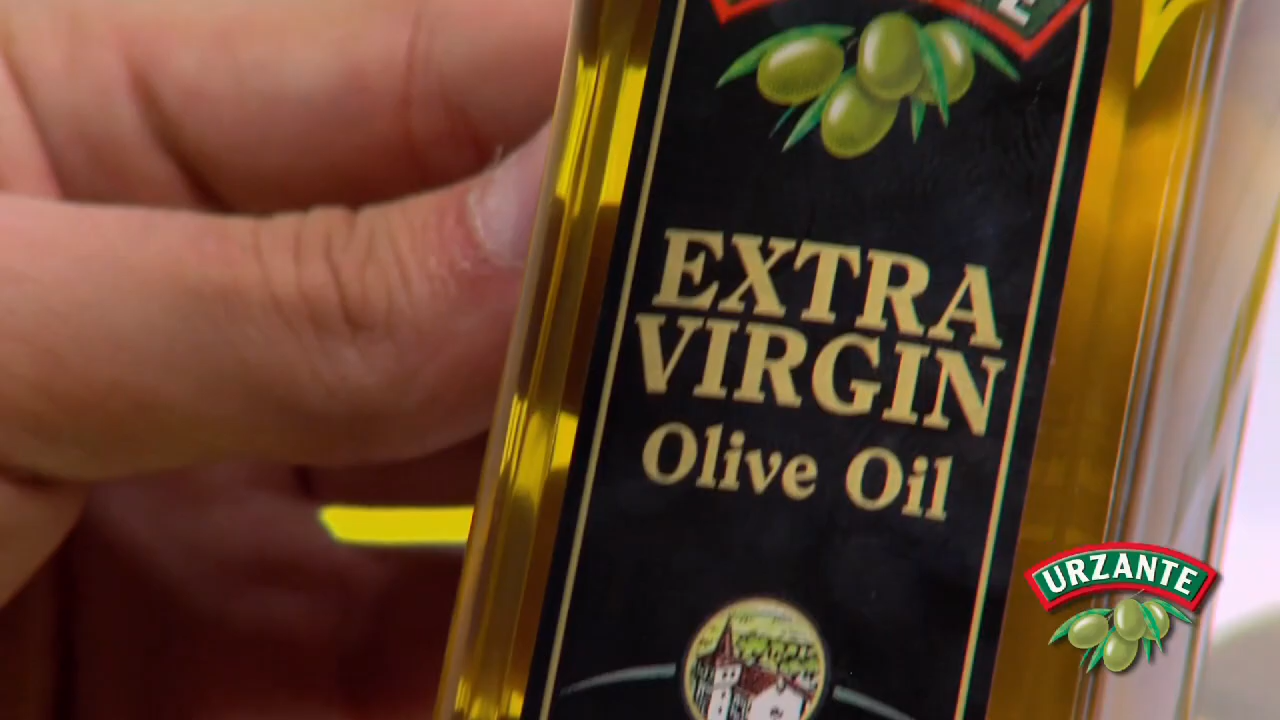 E
EXTRA
VIRGIN
Olive Oil
URZANTE